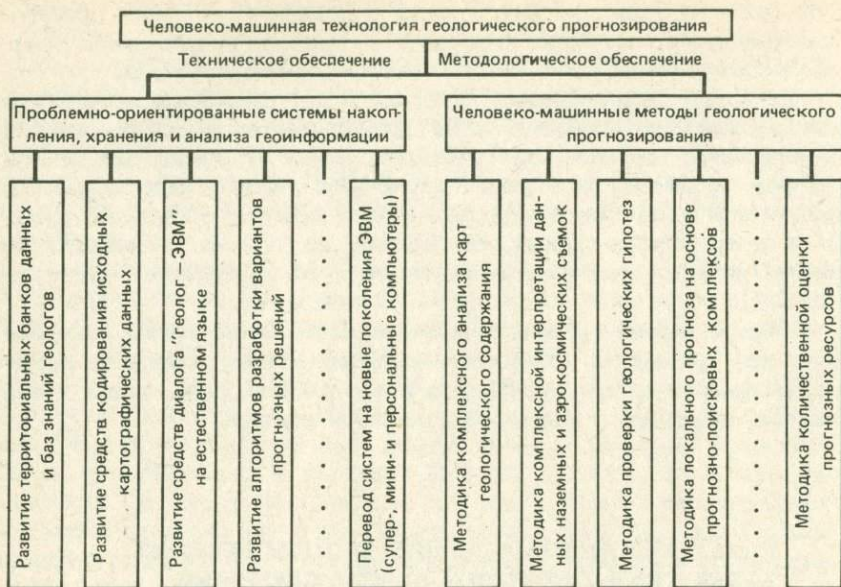 Человеко-машинная технология геологического прогнозирования
Техническое обеспечение
Методологическое обеспечение
Проблемно-ориентированные системы накоп-
ления, хранения и анализа геоинформации
Человеко-машинные методы геологического
прогнозирования
Развитие территориальных банков данных
и баз знаний геологов
Развитие средств кодирования исходных
картографических данных
Развитие средств диалога "геолог – ЭВМ"
на естественном языке
Развитие алгоритмов разработки вариантов
прогнозных решений
Перевод систем на новые поколения ЭВМ
(супер-, мини- и персональные компьютеры)
Методика комплексного анализа карт
геологического содержания
Методика комплексной интерпретации дан-
ных наземных и аэрокосмических съемок
Методика проверки геологических гипотез
Методика локального прогноза на основе
прогнозно-поисковых комплексов
Методика количественной оценки
прогнозных ресурсов